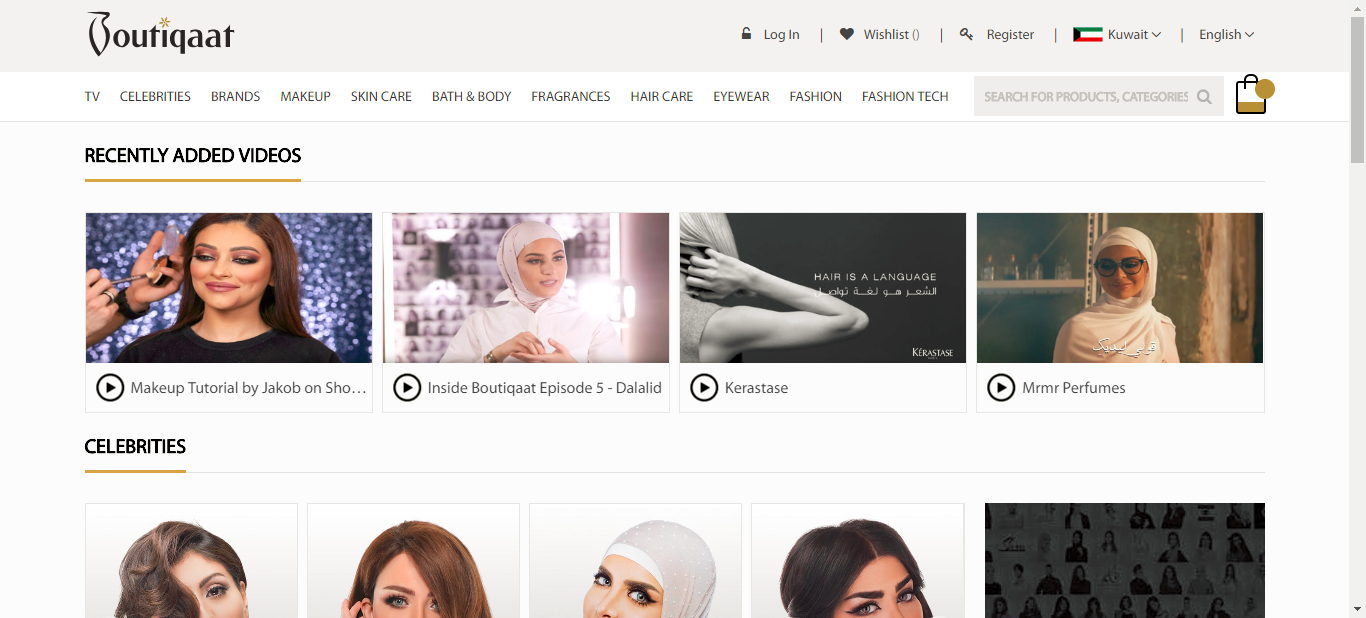 Boutiqaat
Log In | Wishlist () | Register | Kuwait | English
TV CELEBRITIES BRANDS MAKEUP SKIN CARE BATH & BODY FRAGRANCES HAIR CARE EYEWEAR FASHION FASHION TECH SEARCH FOR PRODUCTS, CATEGORIES
RECENTLY ADDED VIDEOS
HAIR IS A LANGUAGE
الشعر هو لغة تواصل
KÉRASTASE
قولي ليديك
Makeup Tutorial by Jakob on Sho...
Inside Boutiqaat Episode 5 - Dalalid
Kerastase
Mrmr Perfumes
CELEBRITIES